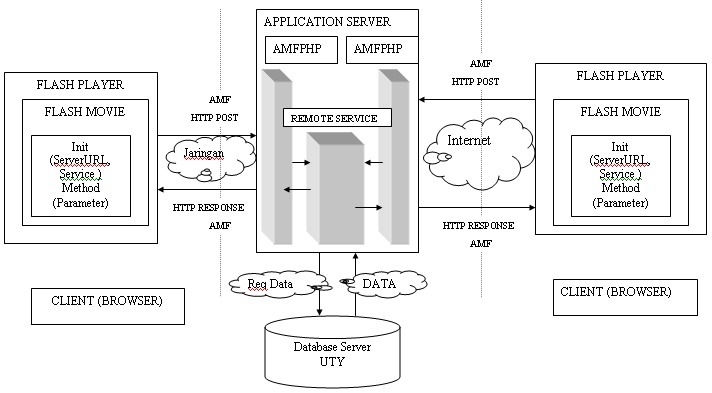 APPLICATION SERVER
AMFPHP
AMFPHP
REMOTE SERVICE
FLASH PLAYER
FLASH MOVIE
Init
(ServerURL,
Service )
Method
(Parameter)
CLIENT (BROWSER)
AMF
HTTP POST
Jaringan
HTTP RESPONSE
AMF
AMF
HTTP POST
Internet
HTTP RESPONSE
AMF
FLASH PLAYER
FLASH MOVIE
Init
(ServerURL,
Service )
Method
(Parameter)
CLIENT (BROWSER)
Req Data
DATA
Database Server
UTY